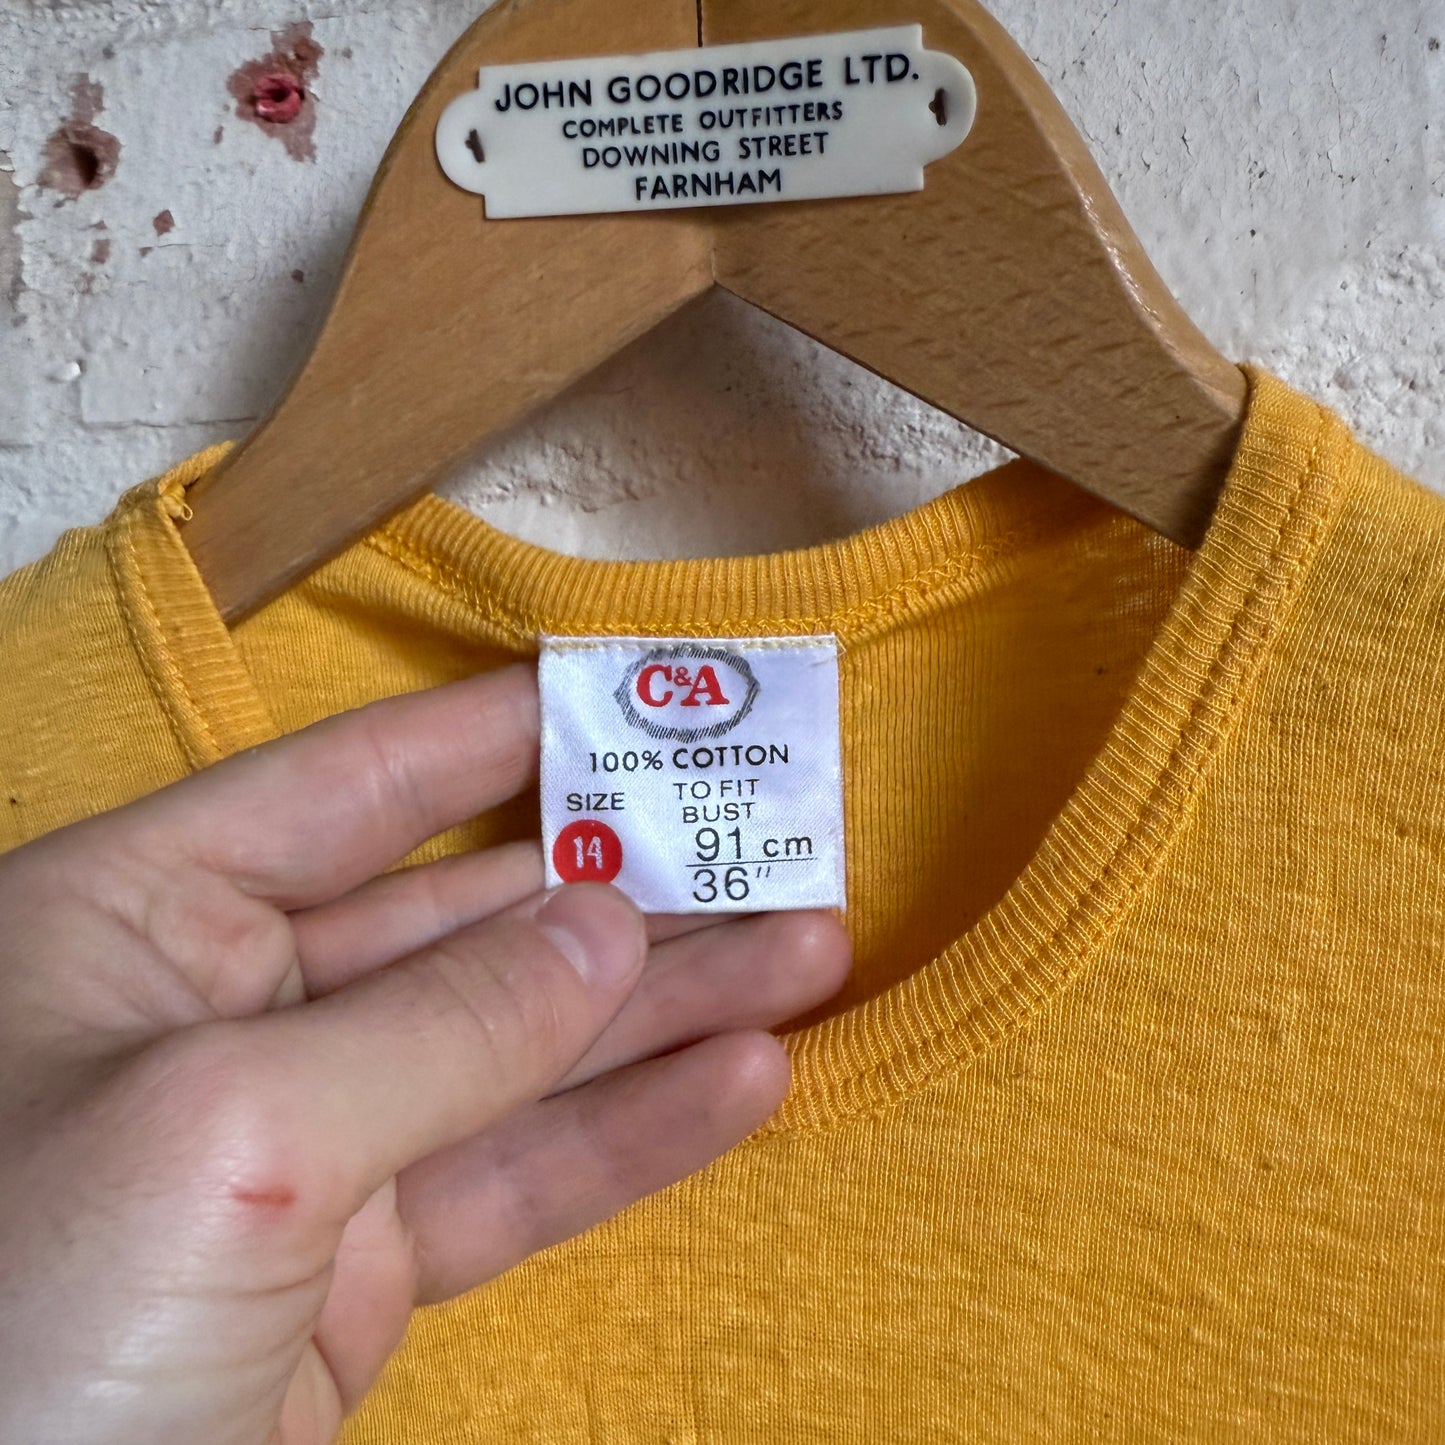 JOHN GOODRIDGE LTD.
COMPLETE OUTFITTERS
DOWNING STREET
FARNHAM
C&A
100% COTTON
SIZE
14
TO FIT
BUST
91 cm
36"